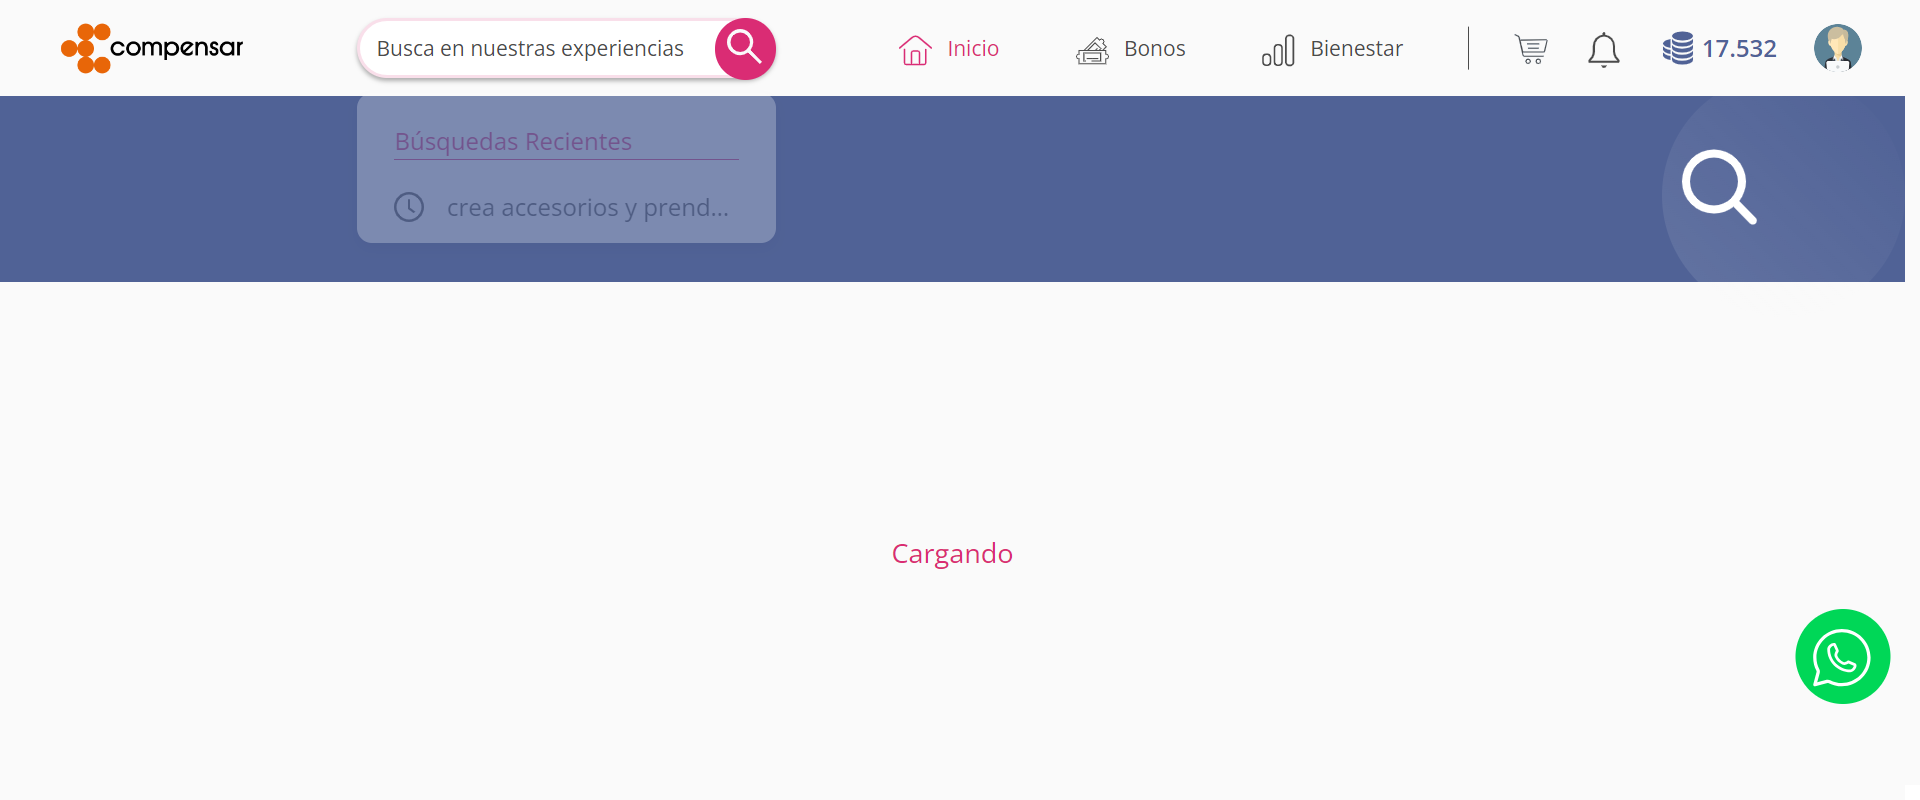 compensar
Busca en nuestras experiencias
Inicio
Bonos
Bienestar
17.532
Búsquedas Recientes
crea accesorios y prend...
Cargando